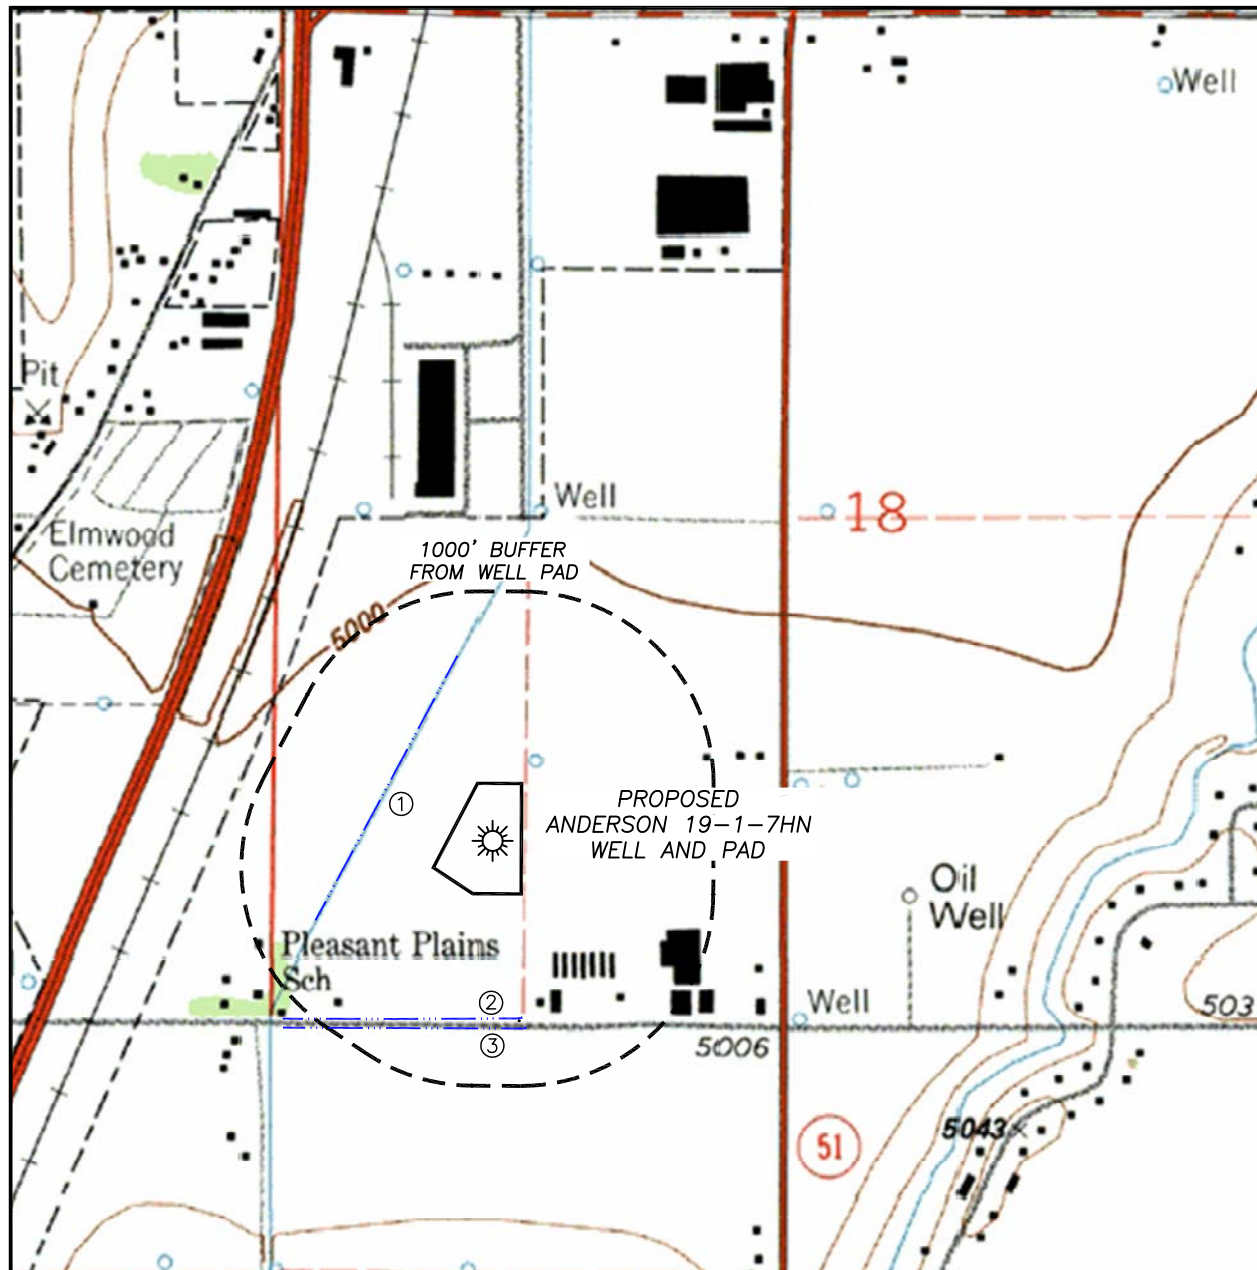 Well
Pit
Well
18
Elmwood
Cemetery
1000' BUFFER
FROM WELL PAD
5000
①
PROPOSED
ANDERSON 19-1-7HN
WELL AND PAD
Oil
Well
Pleasant Plains
Sch
②
Well
503
③
5006
51
5043